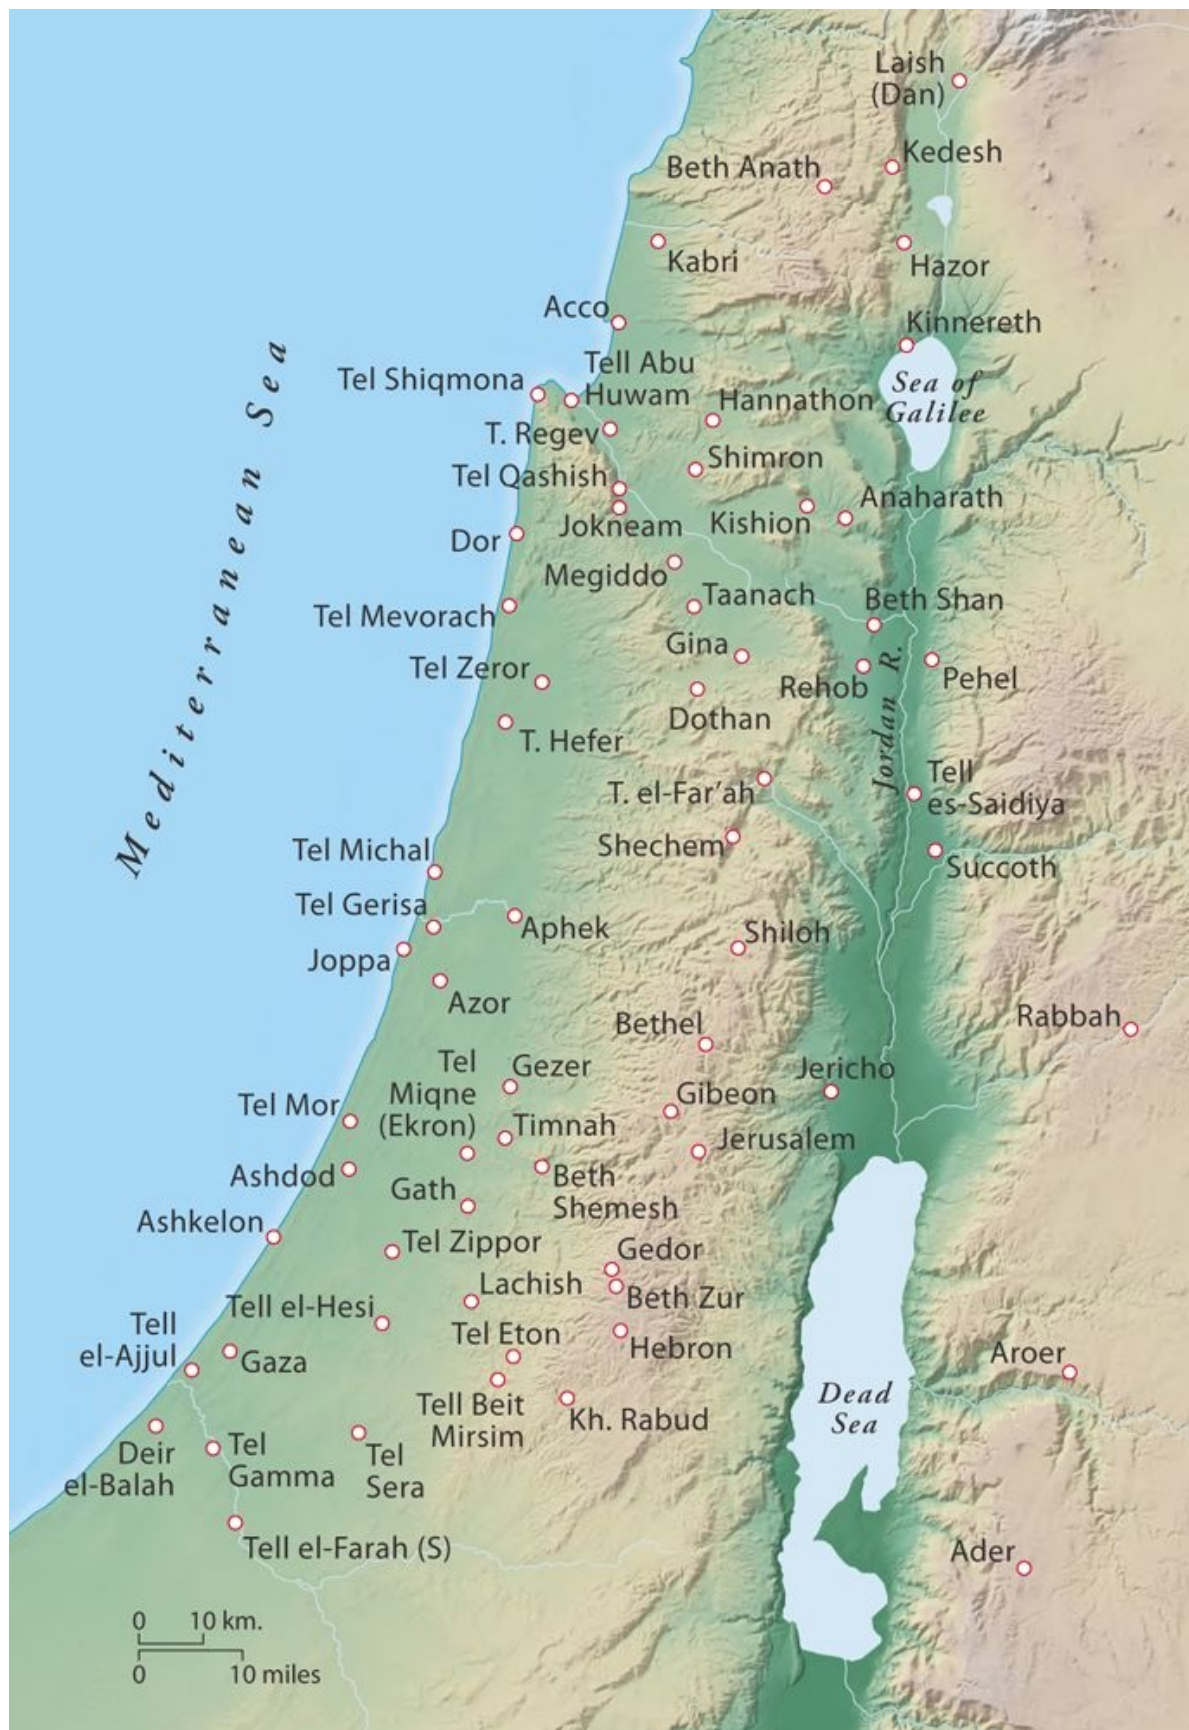 Laish
(Dan)
Kedesh
Beth Anath
Kabri
Hazor
Acco
Kinnereth
Tell Abu
Huwam
Tel Shiqmona
Sea of
Galilee
Hannathon
T. Regev
Shimron
Tel Qashish
Anaharath
Jokneam
Kishion
Dor
Megiddo
Taanach
Beth Shan
Tel Mevorach
Gina
Tel Zeror
Rehob
Pehel
Jordan R.
Dothan
T. Hefer
Mediterranean Sea
Tell
es-Saidiya
T. el-Far'ah
Shechem
Tel Michal
Succoth
Tel Gerisa
Aphek
Shiloh
Joppa
Azor
Rabbah
Bethel
Tel
Miqne
(Ekron)
Gezer
Jericho
Gibeon
Tel Mor
Timnah
Jerusalem
Ashdod
Beth
Shemesh
Gath
Ashkelon
Tel Zippor
Gedor
Lachish
Beth Zur
Tell el-Hesi
Tell
el-Ajjul
Tel Eton
Hebron
Gaza
Aroer
Dead
Sea
Tell Beit
Mirsim
Kh. Rabud
Deir
el-Balah
Tel
Gamma
Tel
Sera
Tell el-Farah (S)
Ader
0 10 km.
0 10 miles